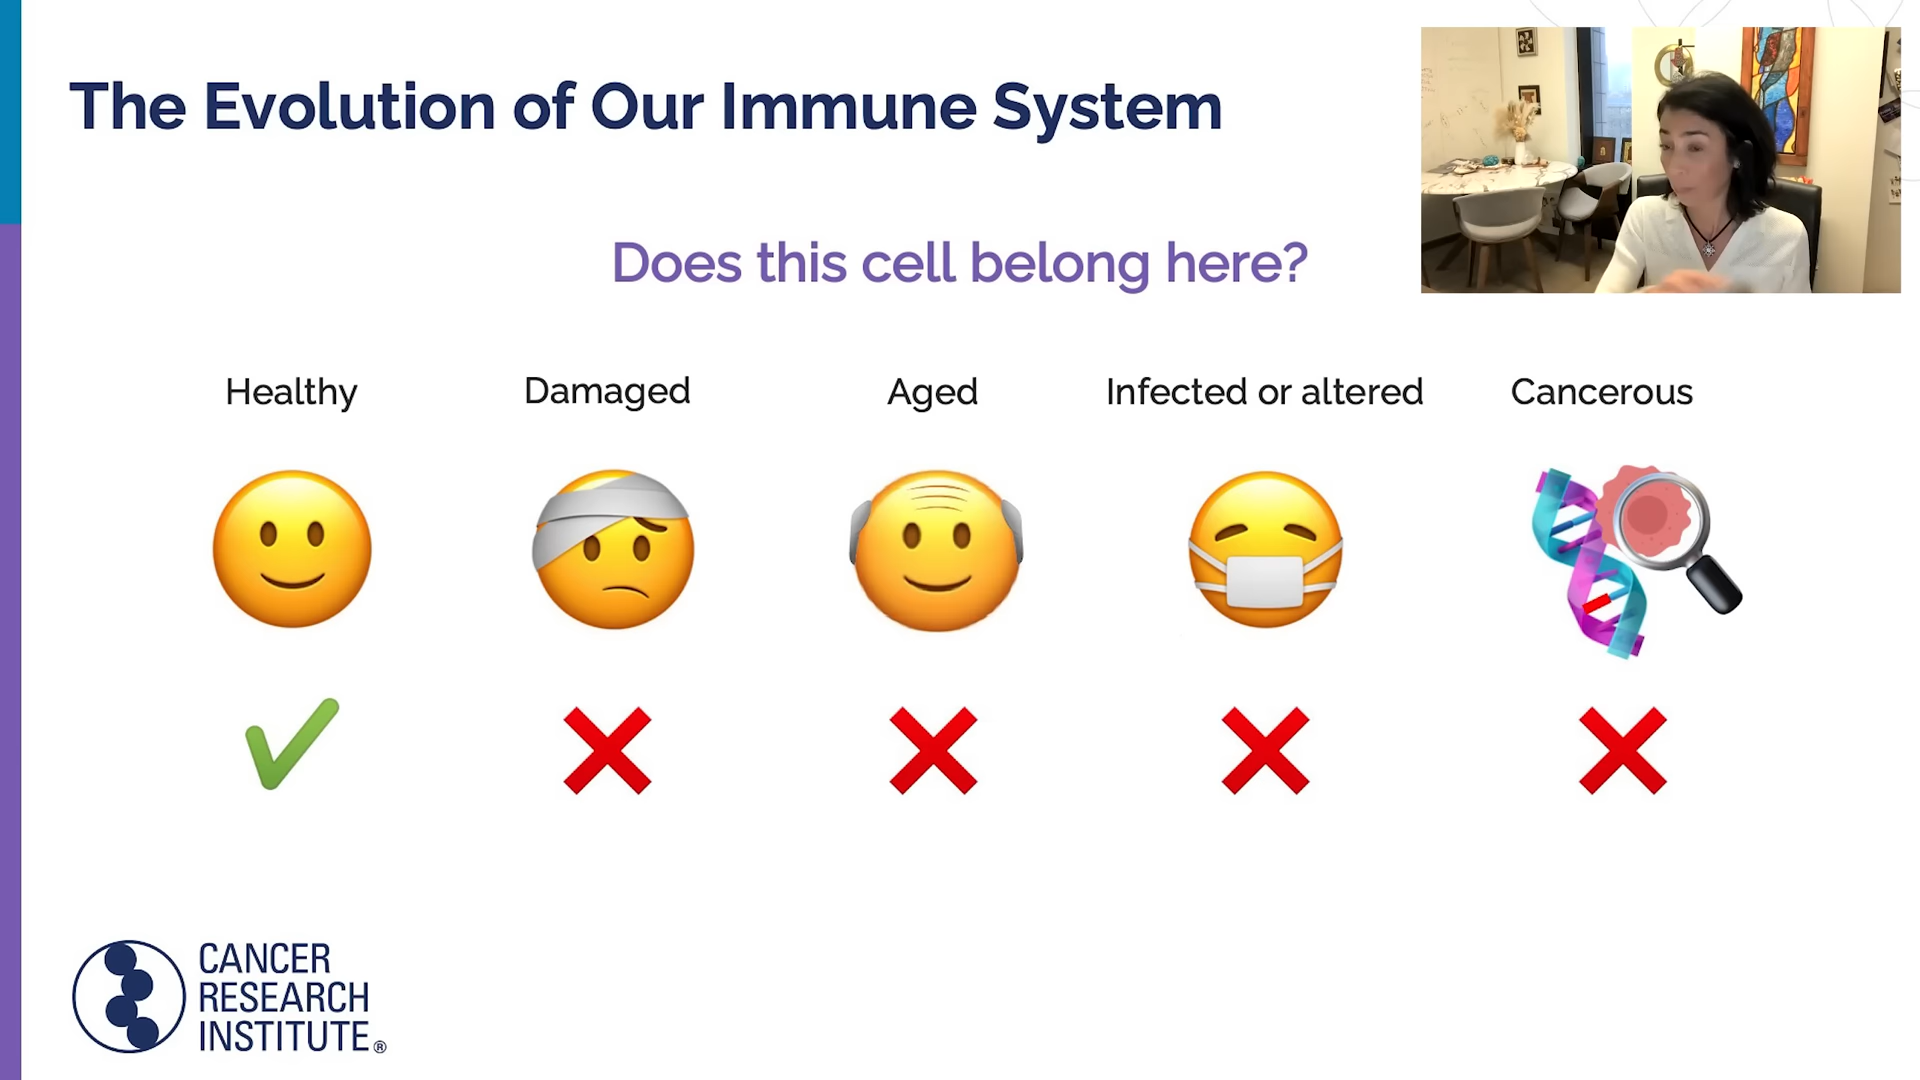 The Evolution of Our Immune System
Does this cell belong here?
Healthy Damaged Aged Infected or altered Cancerous
CANCER
RESEARCH
INSTITUTE®